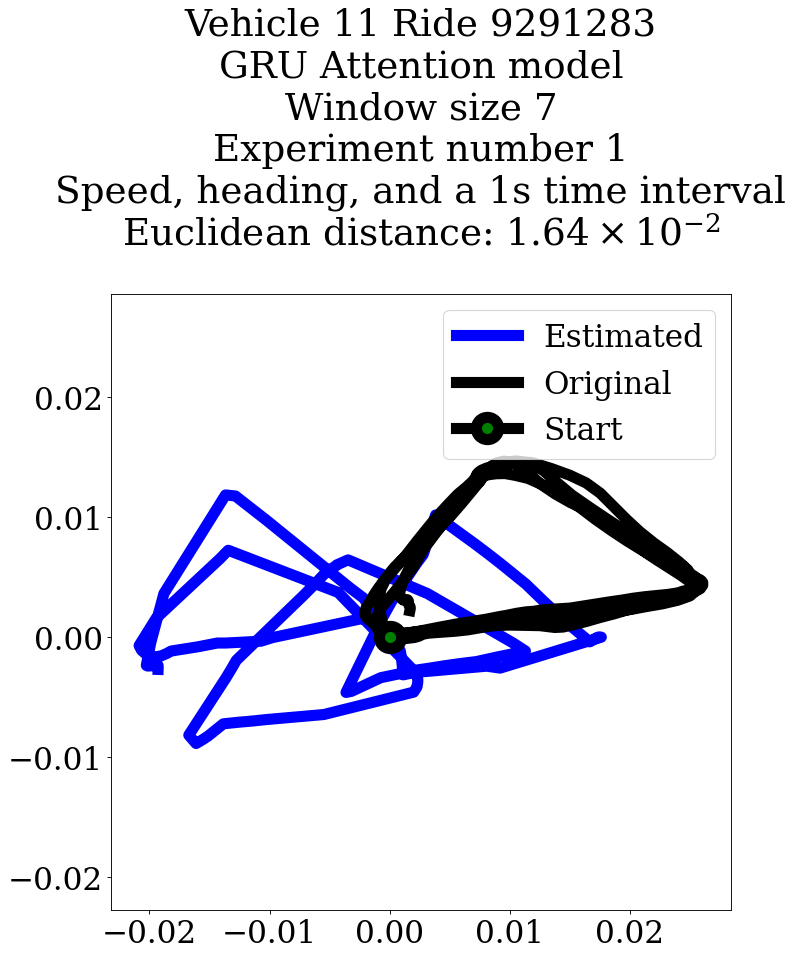 Vehicle 11 Ride 9291283
GRU Attention model
Window size 7
Experiment number 1
Speed, heading, and a 1s time interval
Euclidean distance: 1.64 × 10⁻²
Estimated
Original
Start
0.02
0.01
0.00
−0.01
−0.02
−0.02 −0.01 0.00 0.01 0.02